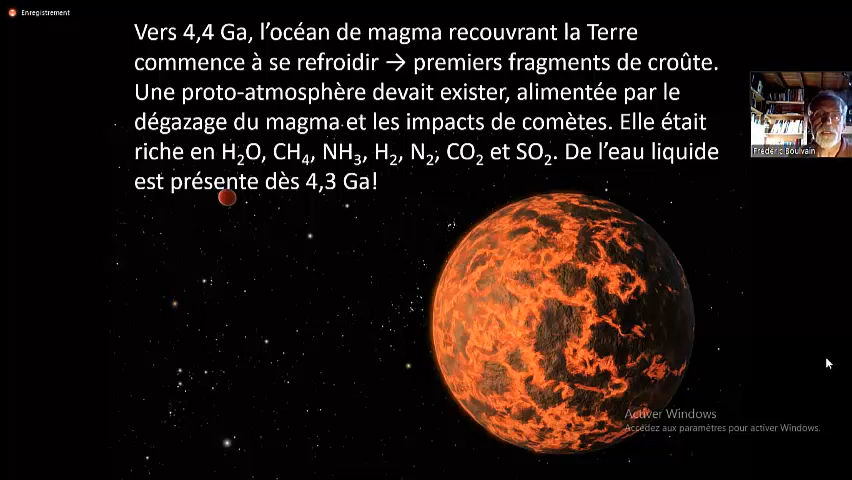 Enregistrement
Vers 4,4 Ga, l’océan de magma recouvrant la Terre
commence à se refroidir → premiers fragments de croûte.
Une proto-atmosphère devait exister, alimentée par le
dégazage du magma et les impacts de comètes. Elle était
riche en H₂O, CH₄, NH₃, H₂, N₂, CO₂ et SO₂. De l’eau liquide
est présente dès 4,3 Ga!
Frédéric Boulvain
Activer Windows
Accédez aux paramètres pour activer Windows.